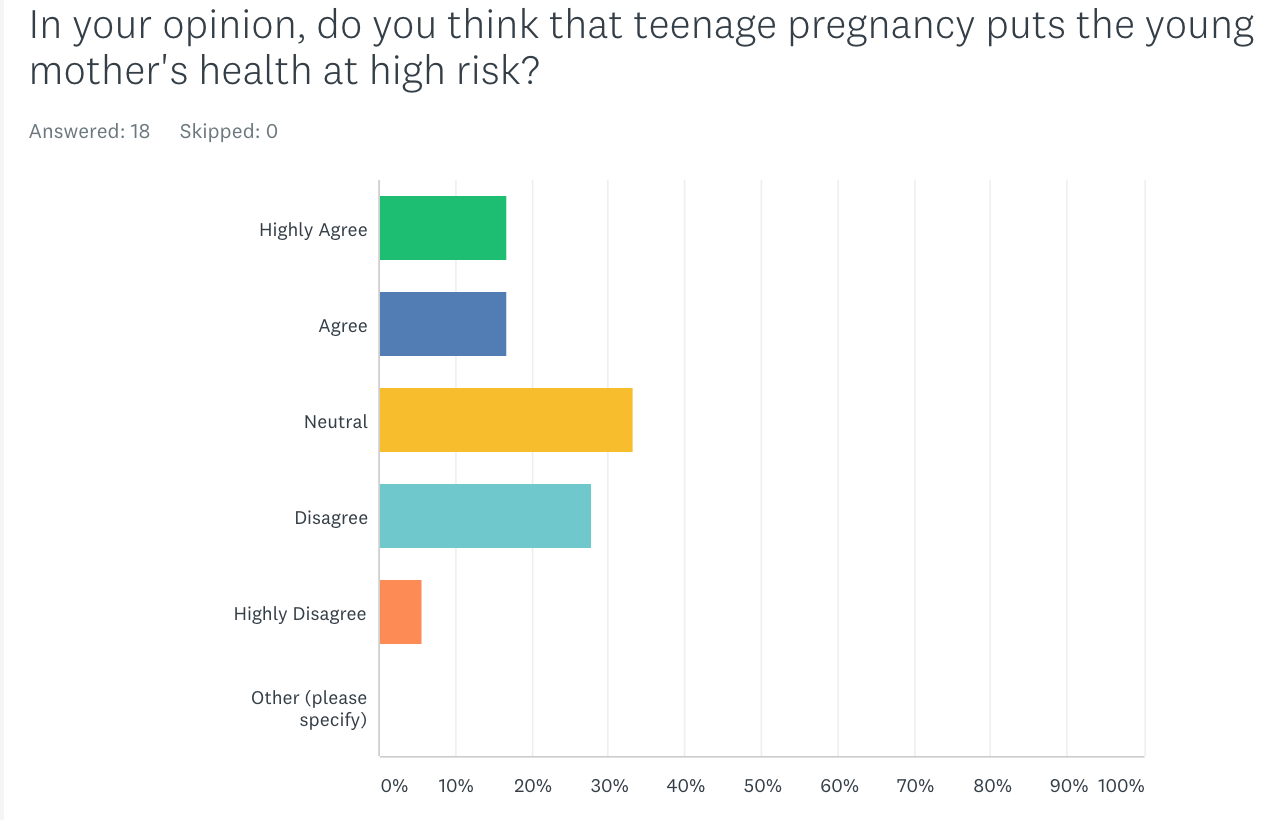 In your opinion, do you think that teenage pregnancy puts the young
mother's health at high risk?
Answered: 18 Skipped: 0
Highly Agree
Agree
Neutral
Disagree
Highly Disagree
Other (please
specify)
0% 10% 20% 30% 40% 50% 60% 70% 80% 90% 100%